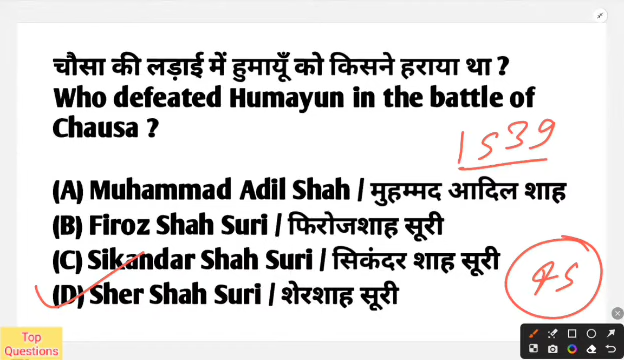 चौसा की लड़ाई में हुमायूँ को किसने हराया था ?
Who defeated Humayun in the battle of
Chausa ?
1539
(A) Muhammad Adil Shah / मुहम्मद आदिल शाह
(B) Firoz Shah Suri / फिरोजशाह सूरी
(C) Sikandar Shah Suri / सिकंदर शाह सूरी
(D) Sher Shah Suri / शेरशाह सूरी
Top
Questions